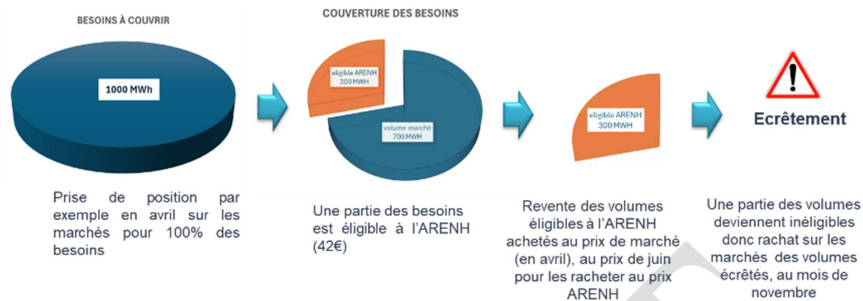 BESOINS À COUVRIR
1000 MWh
Prise de position par
exemple en avril sur les
marchés pour 100% des
besoins
COUVERTURE DES BESOINS
eligible ARENH
300 MWH
volume marché
700 MWH
Une partie des besoins
est éligible à l'ARENH
(42€)
eligible ARENH
300 MWH
Revente des volumes
éligibles à l'ARENH
achetés au prix de marché
(en avril), au prix de juin
pour les racheter au prix
ARENH
Ecrêtement
Une partie des volumes
deviennent inéligibles
donc rachat sur les
marchés des volumes
écrêtés, au mois de
novembre